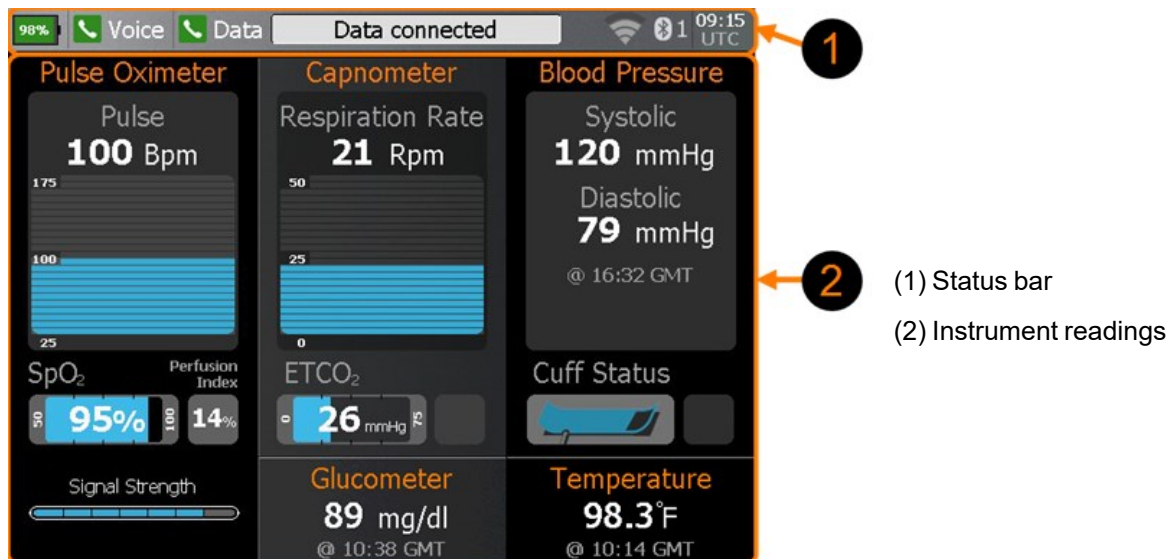 98% Voice Data Data connected 1 09:15
UTC
1
Pulse Oximeter
Pulse
100 Bpm
175
100
25
SpO₂
Perfusion
Index
50 95% 100 14%
Signal Strength
Capnometer
Respiration Rate
21 Rpm
50
25
0
ETCO₂
0 26 mmHg 75
Glucometer
89 mg/dl
@ 10:38 GMT
Blood Pressure
Systolic
120 mmHg
Diastolic
79 mmHg
@ 16:32 GMT
Cuff Status
Temperature
98.3°F
@ 10:14 GMT
2
(1) Status bar
(2) Instrument readings